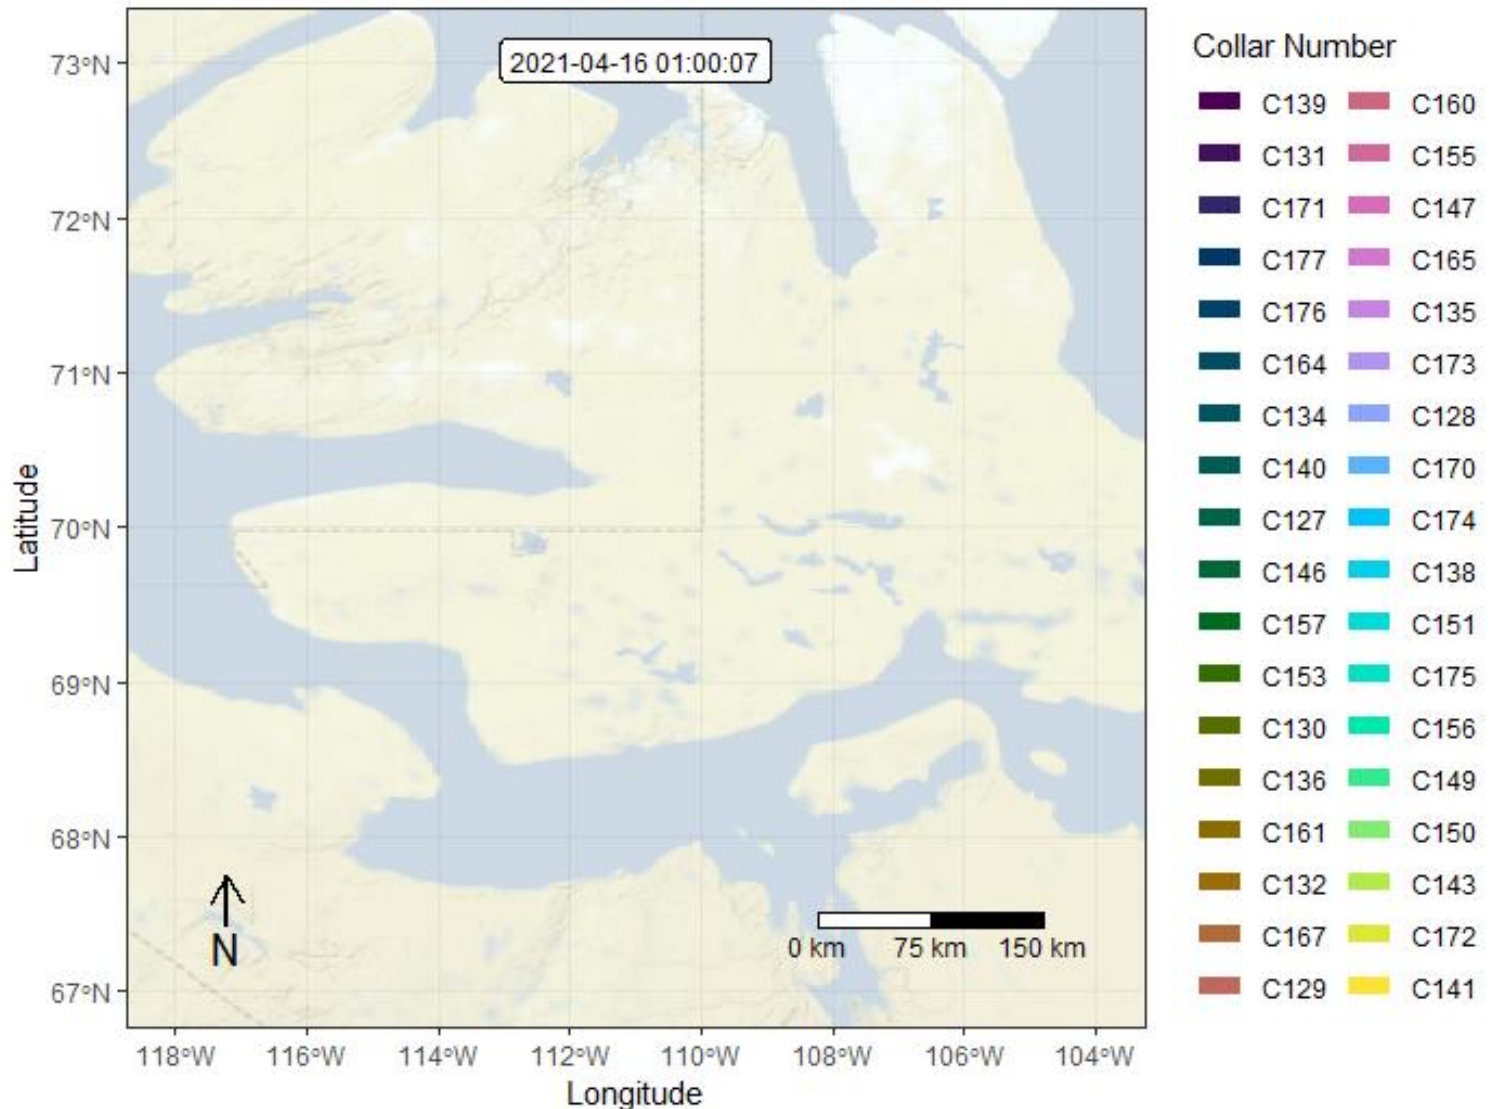 2021-04-16 01:00:07
73°N
72°N
71°N
70°N
69°N
68°N
67°N
Latitude
N
0 km 75 km 150 km
118°W 116°W 114°W 112°W 110°W 108°W 106°W 104°W
Longitude
Collar Number
C139 C160
C131 C155
C171 C147
C177 C165
C176 C135
C164 C173
C134 C128
C140 C170
C127 C174
C146 C138
C157 C151
C153 C175
C130 C156
C136 C149
C161 C150
C132 C143
C167 C172
C129 C141